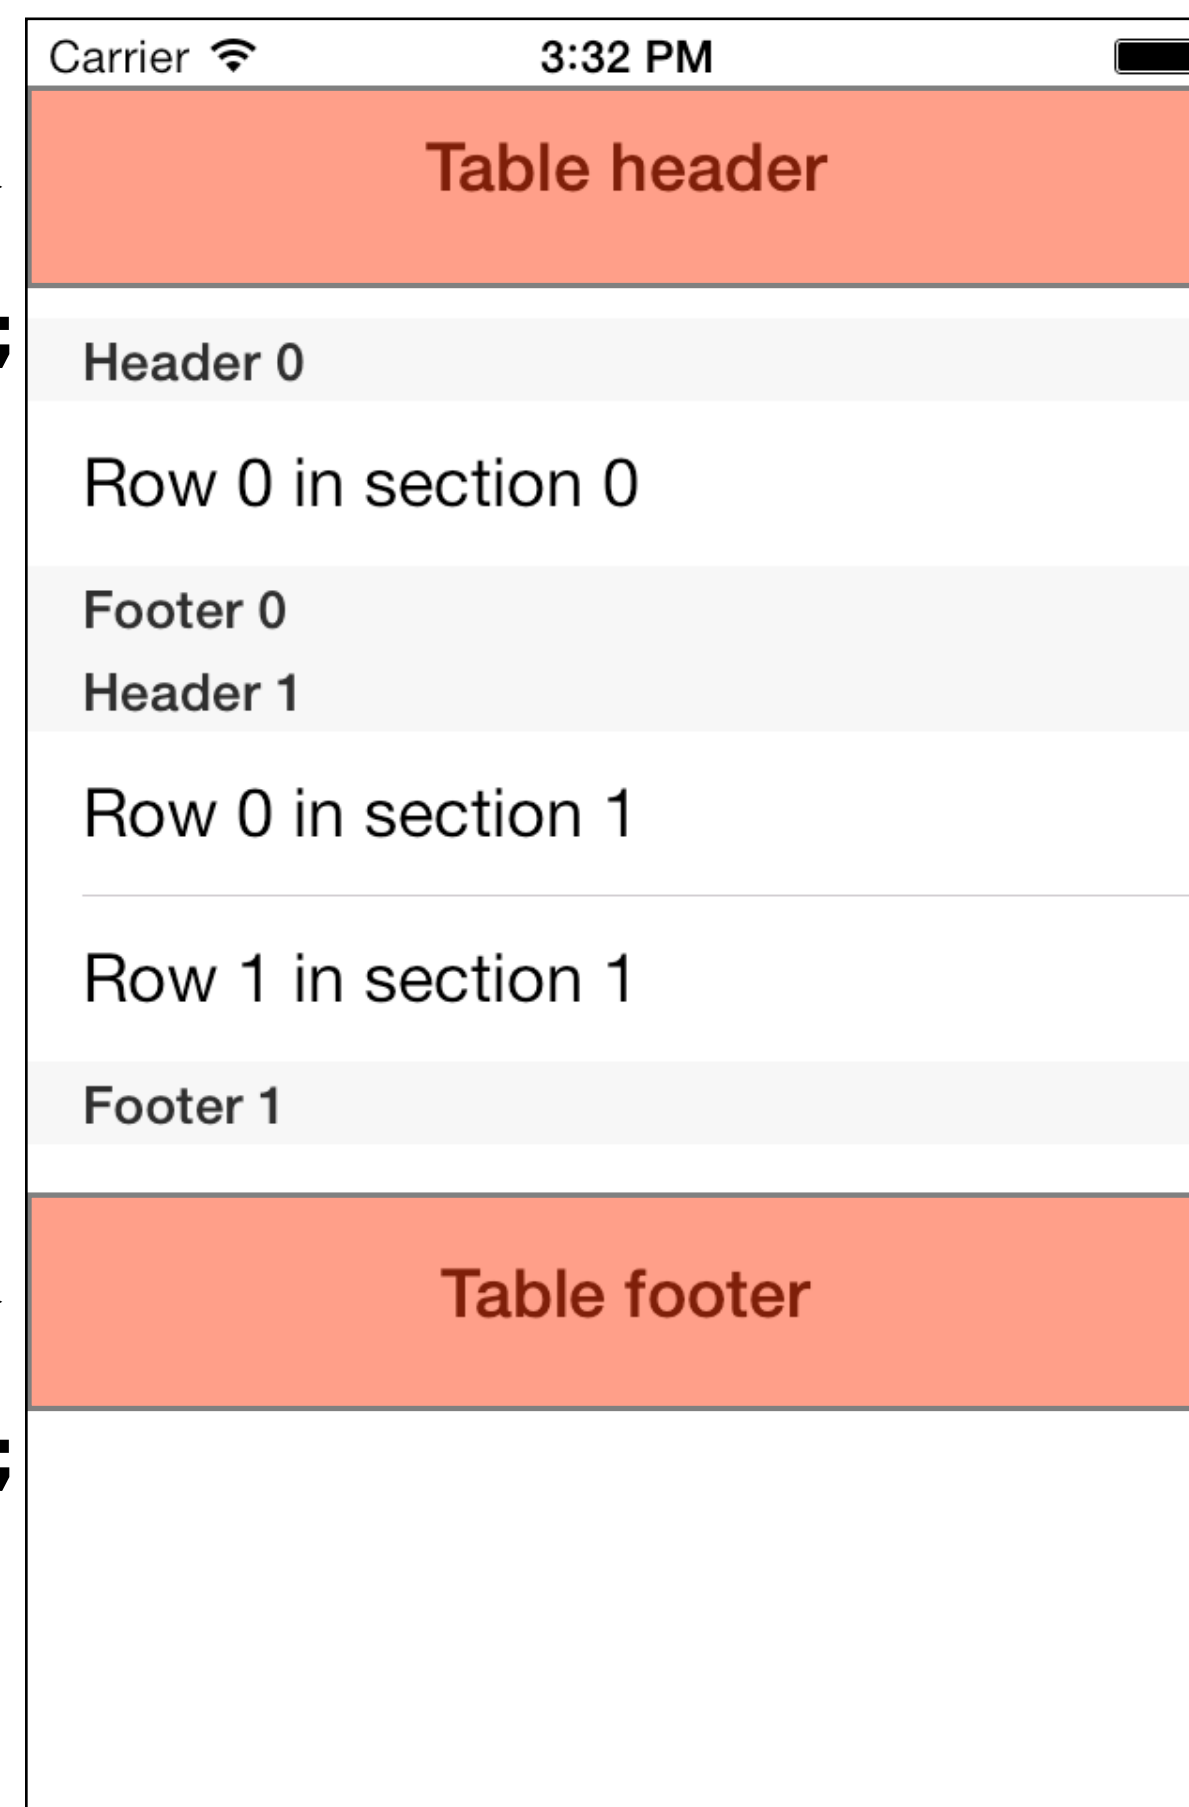 Carrier 3:32 PM
Table header
Header 0
Row 0 in section 0
Footer 0
Header 1
Row 0 in section 1
Row 1 in section 1
Footer 1
Table footer